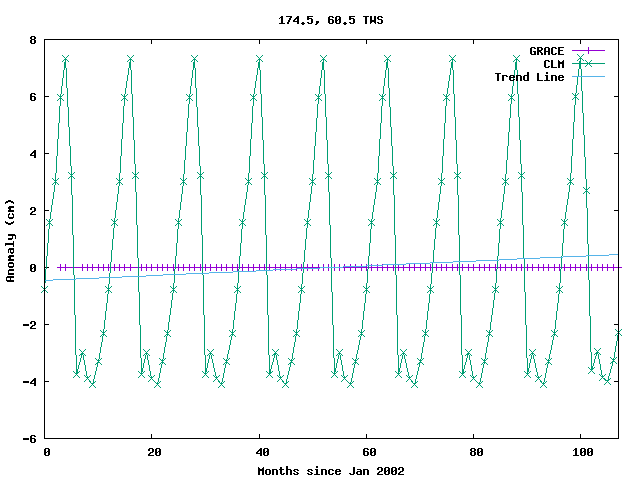 174.5, 60.5 TWS
GRACE
CLM
Trend Line
8
6
4
2
0
-2
-4
-6
Anomaly (cm)
0 20 40 60 80 100
Months since Jan 2002